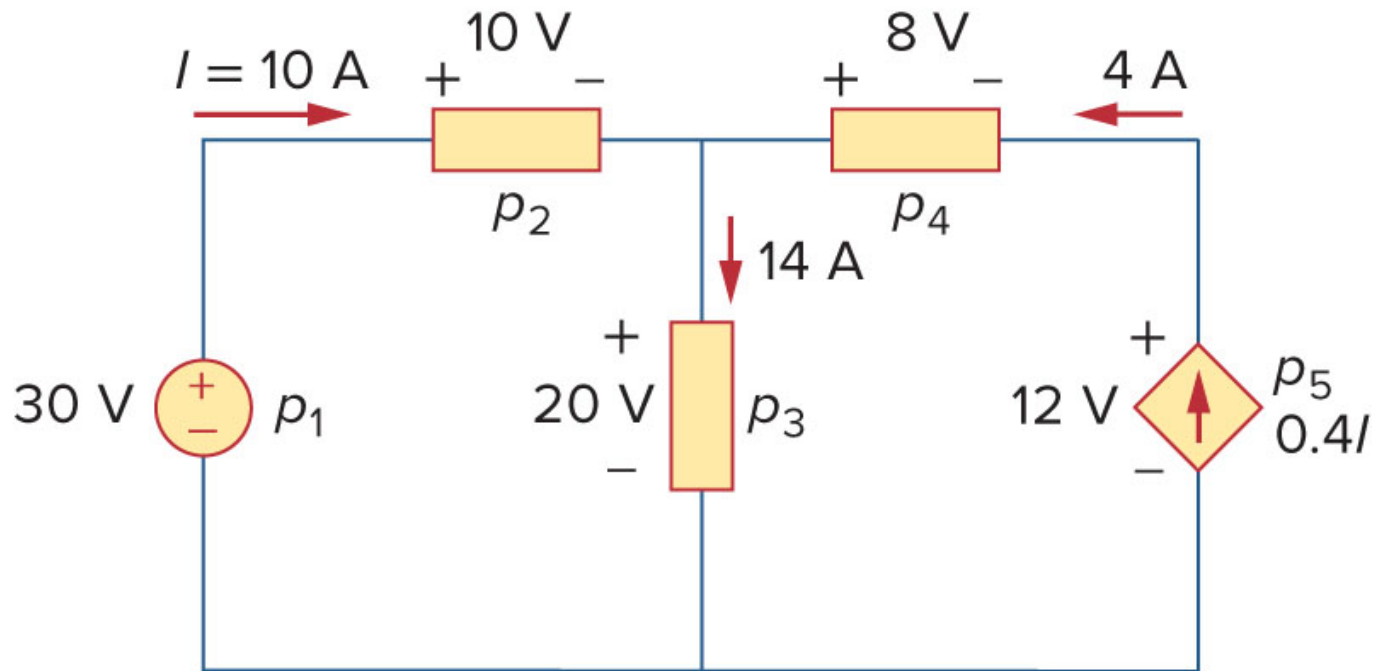 10 V
8 V
I = 10 A
+ −
+ −
4 A
p2
p4
14 A
+
+
30 V
+
−
p1
20 V
p3
12 V
p5
0.4I
−
−